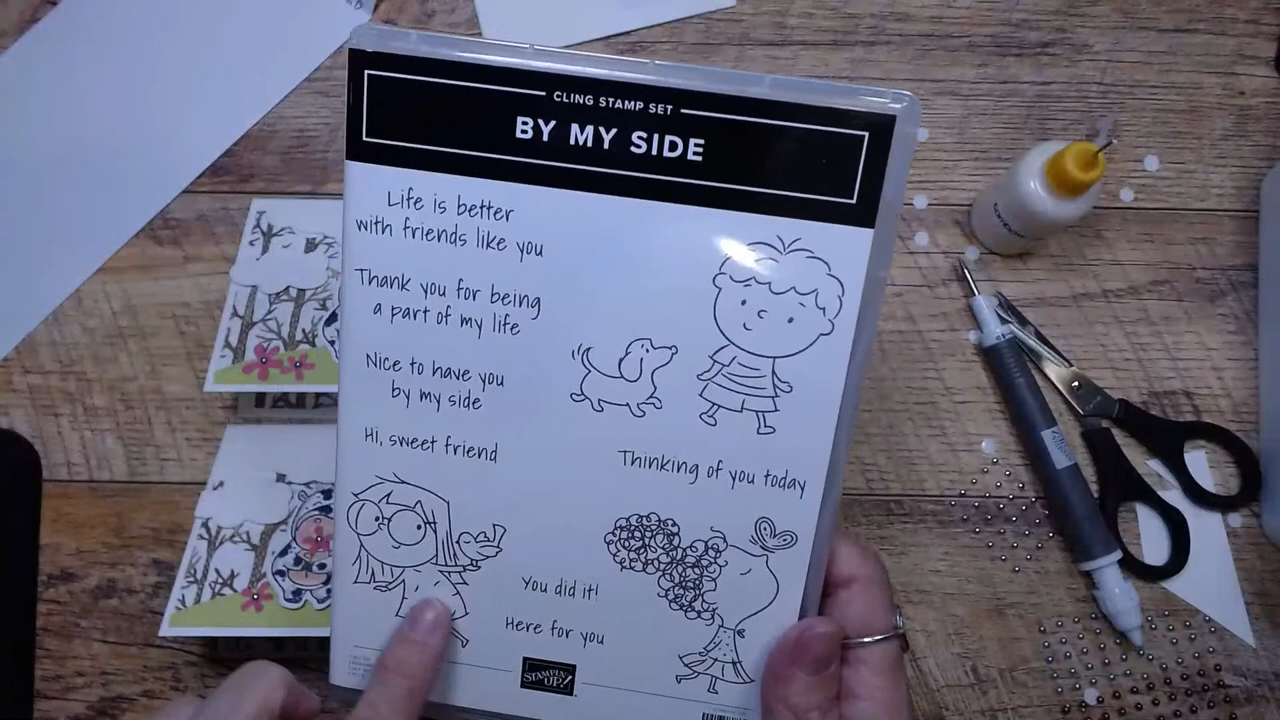 CLING STAMP SET
BY MY SIDE
Life is better
with friends like you
Thank you for being
a part of my life
Nice to have you
by my side
Hi, sweet friend
Thinking of you today
You did it!
Here for you
STAMPIN'
UP!